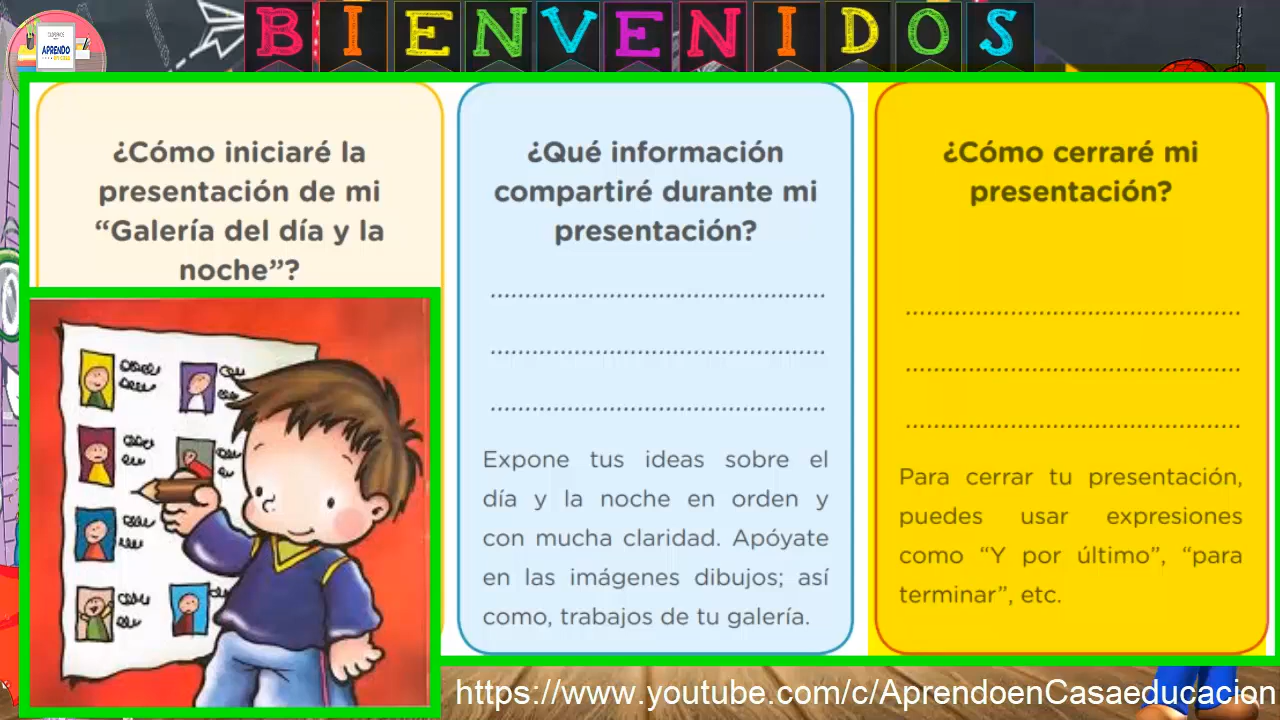 BIENVENIDOS
APRENDO
¿Cómo iniciaré la
presentación de mi
“Galería del día y la
noche”?
¿Qué información
compartiré durante mi
presentación?
Expone tus ideas sobre el
día y la noche en orden y
con mucha claridad. Apóyate
en las imágenes dibujos; así
como, trabajos de tu galería.
¿Cómo cerraré mi
presentación?
Para cerrar tu presentación,
puedes usar expresiones
como “Y por último”, “para
terminar”, etc.
https://www.youtube.com/c/AprendoenCasaeducacion